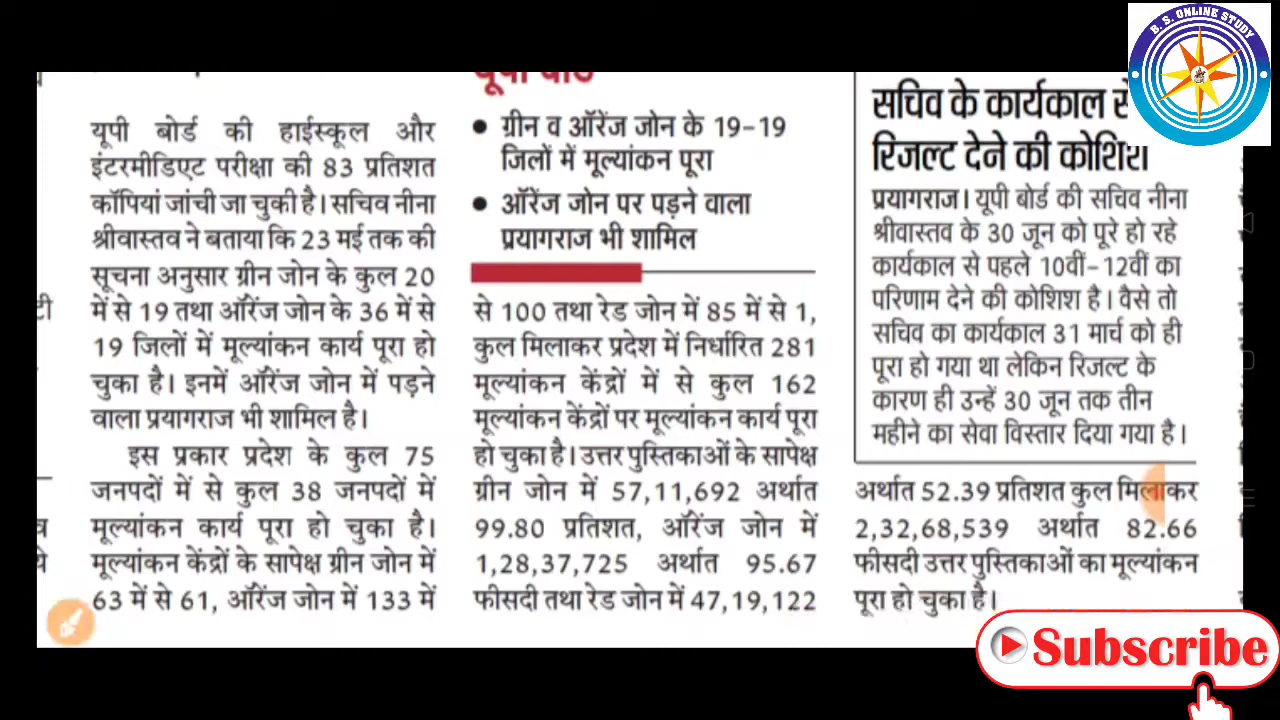 यूपी बोर्ड की हाईस्कूल और
इंटरमीडिएट परीक्षा की 83 प्रतिशत
कॉपियां जांची जा चुकी है। सचिव नीना
श्रीवास्तव ने बताया कि 23 मई तक की
सूचना अनुसार ग्रीन जोन के कुल 20
में से 19 तथा ऑरेंज जोन के 36 में से
19 जिलों में मूल्यांकन कार्य पूरा हो
चुका है। इनमें ऑरेंज जोन में पड़ने
वाला प्रयागराज भी शामिल है।
इस प्रकार प्रदेश के कुल 75
जनपदों में से कुल 38 जनपदों में
मूल्यांकन कार्य पूरा हो चुका है।
मूल्यांकन केंद्रों के सापेक्ष ग्रीन जोन में
63 में से 61, ऑरेंज जोन में 133 में
• ग्रीन व ऑरेंज जोन के 19-19
जिलों में मूल्यांकन पूरा
• ऑरेंज जोन पर पड़ने वाला
प्रयागराज भी शामिल
से 100 तथा रेड जोन में 85 में से 1,
कुल मिलाकर प्रदेश में निर्धारित 281
मूल्यांकन केंद्रों में से कुल 162
मूल्यांकन केंद्रों पर मूल्यांकन कार्य पूरा
हो चुका है। उत्तर पुस्तिकाओं के सापेक्ष
ग्रीन जोन में 57,11,692 अर्थात
99.80 प्रतिशत, ऑरेंज जोन में
1,28,37,725 अर्थात 95.67
फीसदी तथा रेड जोन में 47,19,122
सचिव के कार्यकाल से
रिजल्ट देने की कोशिश
प्रयागराज। यूपी बोर्ड की सचिव नीना
श्रीवास्तव के 30 जून को पूरे हो रहे
कार्यकाल से पहले 10वीं-12वीं का
परिणाम देने की कोशिश है। वैसे तो
सचिव का कार्यकाल 31 मार्च को ही
पूरा हो गया था लेकिन रिजल्ट के
कारण ही उन्हें 30 जून तक तीन
महीने का सेवा विस्तार दिया गया है।
अर्थात 52.39 प्रतिशत कुल मिलाकर
2,32,68,539 अर्थात 82.66
फीसदी उत्तर पुस्तिकाओं का मूल्यांकन
पूरा हो चुका है।
B. S. ONLINE STUDY
Subscribe